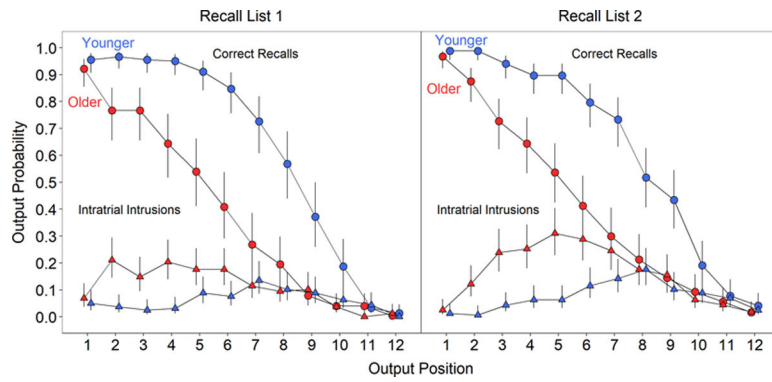 Recall List 1
Recall List 2
Output Probability
1.0
0.9
0.8
0.7
0.6
0.5
0.4
0.3
0.2
0.1
0.0
Younger
Correct Recalls
Older
Intratrial Intrusions
Younger
Correct Recalls
Older
Intratrial Intrusions
1 2 3 4 5 6 7 8 9 10 11 12
1 2 3 4 5 6 7 8 9 10 11 12
Output Position